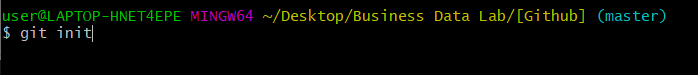 user@LAPTOP-HNET4EPE MINGW64 ~/Desktop/Business Data Lab/[Github] (master)
$ git init